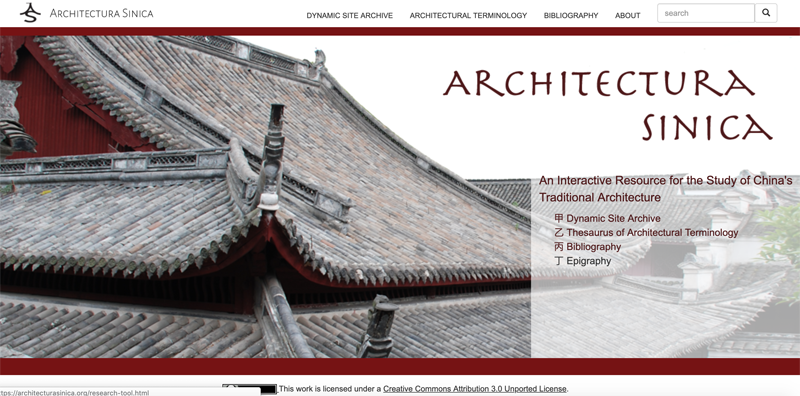 ARCHITECTURA SINICA
DYNAMIC SITE ARCHIVE ARCHITECTURAL TERMINOLOGY BIBLIOGRAPHY ABOUT search
ARCHITECTURA
SINICA
An Interactive Resource for the Study of China's
Traditional Architecture
甲 Dynamic Site Archive
乙 Thesaurus of Architectural Terminology
丙 Bibliography
丁 Epigraphy
This work is licensed under a Creative Commons Attribution 3.0 Unported License.
ttps://architecturasinica.org/research-tool.html